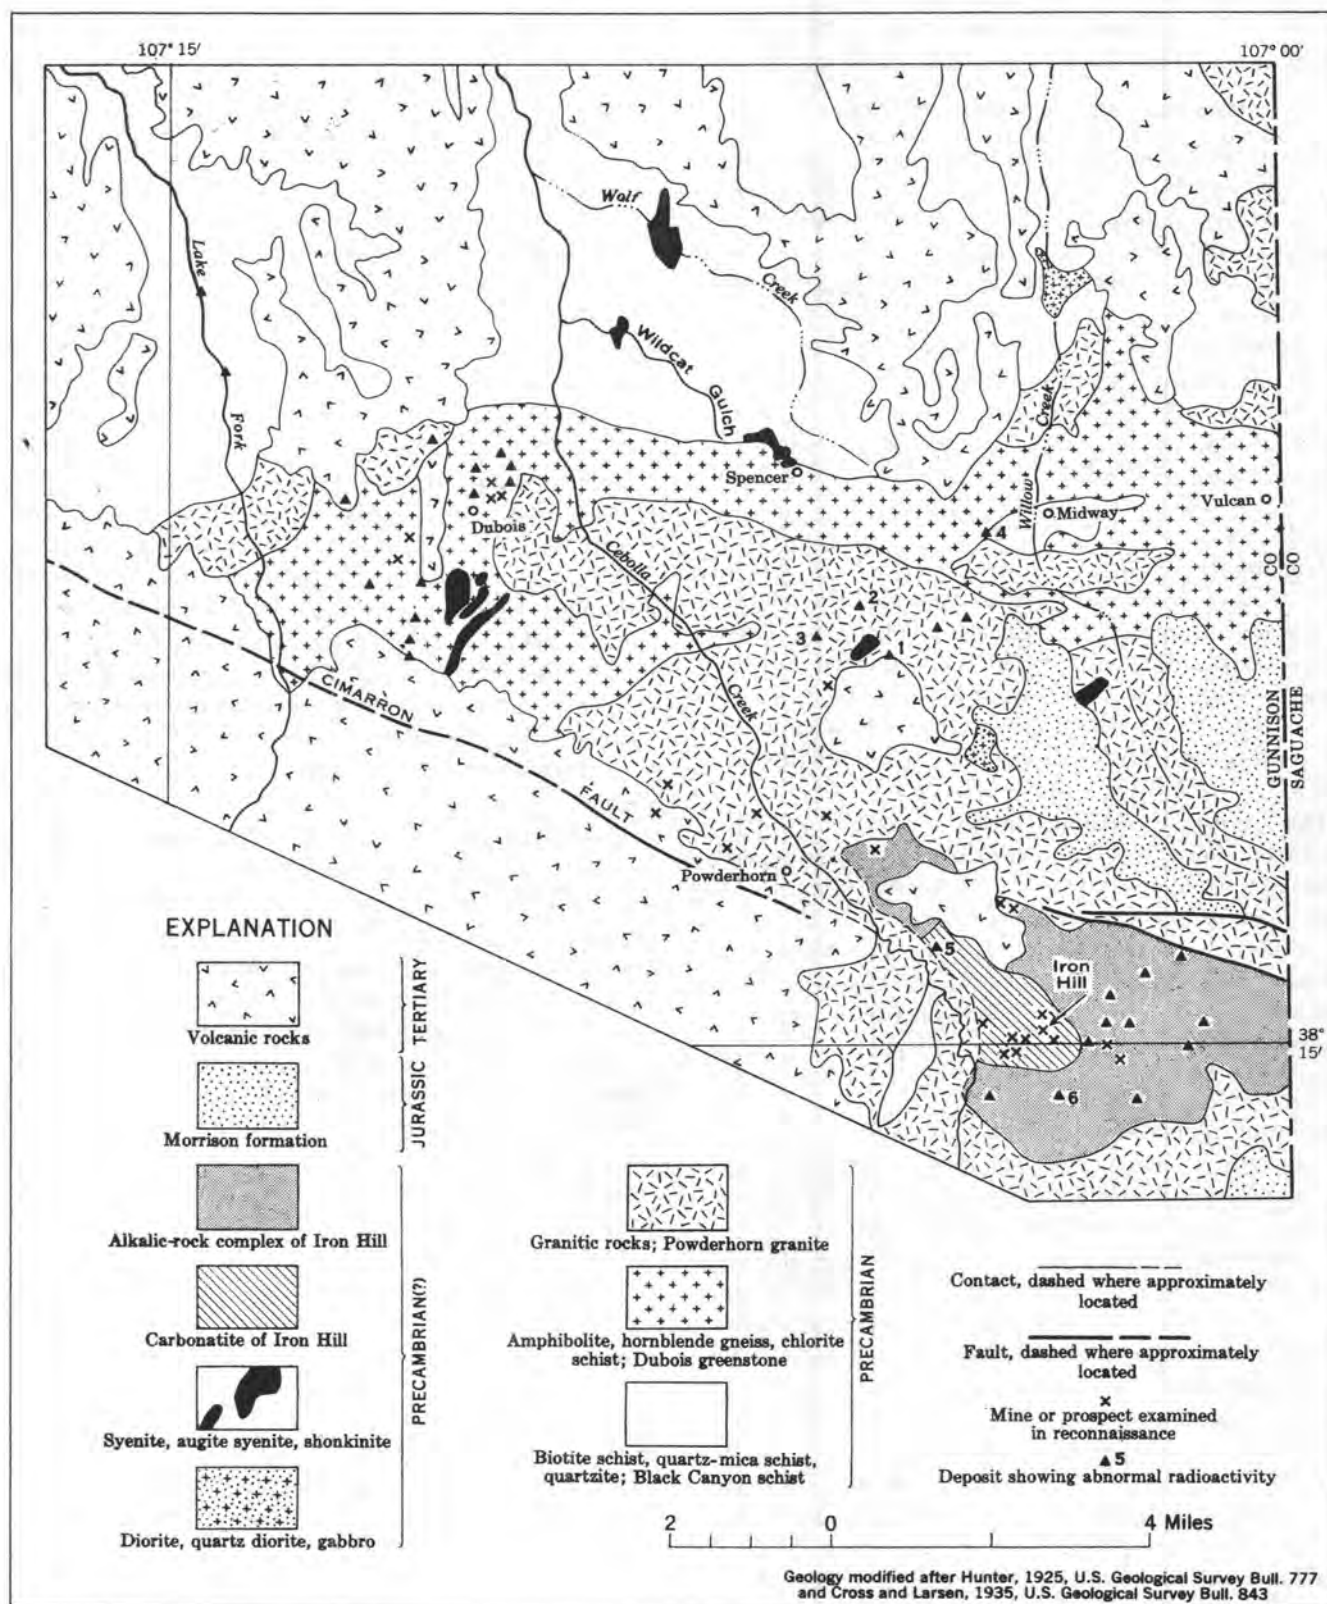 107° 15′
107° 00′
Wolf
Creek
Lake
Fork
Wildcat
Gulch
Creek
Willow
Spencer
Vulcan
Midway
Dubois
4
Cebolla
CO
CO
2
3
1
Creek
CIMARRON
FAULT
GUNNISON
SAGUACHE
Powderhorn
5
Iron
Hill
38°
15′
6
EXPLANATION
Volcanic rocks
TERTIARY
Morrison formation
JURASSIC
Alkalic-rock complex of Iron Hill
Carbonatite of Iron Hill
Syenite, augite syenite, shonkinite
Diorite, quartz diorite, gabbro
PRECAMBRIAN(?)
Granitic rocks; Powderhorn granite
Amphibolite, hornblende gneiss, chlorite
schist; Dubois greenstone
Biotite schist, quartz-mica schist,
quartzite; Black Canyon schist
PRECAMBRIAN
Contact, dashed where approximately
located
Fault, dashed where approximately
located
Mine or prospect examined
in reconnaissance
5
Deposit showing abnormal radioactivity
2 0 4 Miles
Geology modified after Hunter, 1925, U.S. Geological Survey Bull. 777
and Cross and Larsen, 1935, U.S. Geological Survey Bull. 843